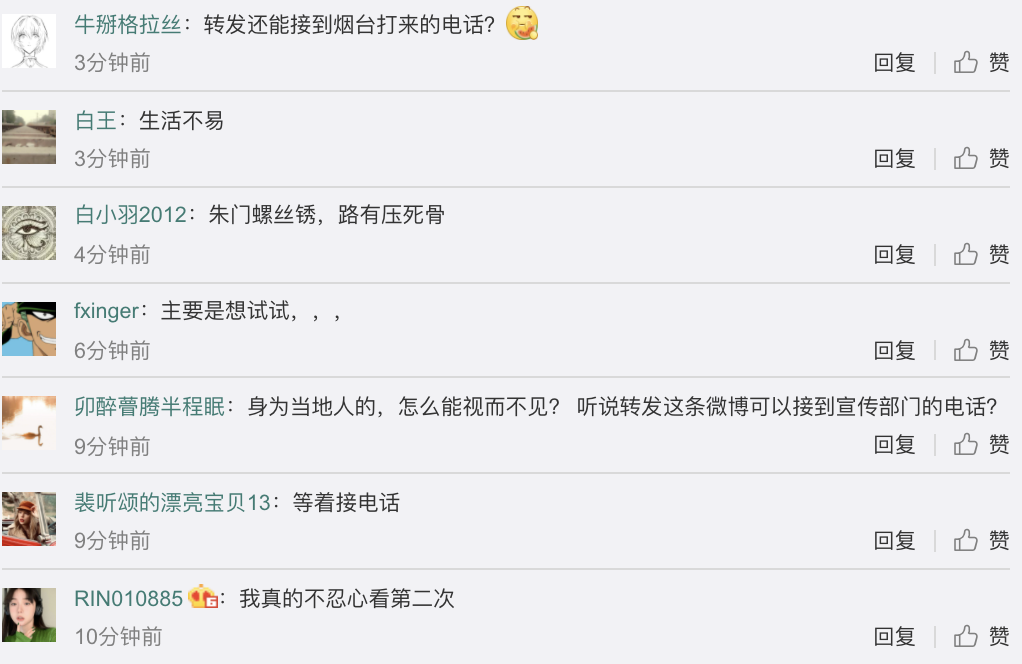 牛掰格拉丝：转发还能接到烟台打来的电话？
3分钟前
回复 赞
白王：生活不易
3分钟前
回复 赞
白小羽2012：朱门螺丝锈，路有压死骨
4分钟前
回复 赞
fxinger：主要是想试试，，，
6分钟前
回复 赞
卯醉瞢腾半程眠：身为当地人的，怎么能视而不见？ 听说转发这条微博可以接到宣传部门的电话？
9分钟前
回复 赞
裴听颂的漂亮宝贝13：等着接电话
9分钟前
回复 赞
RIN010885：我真的不忍心看第二次
10分钟前
回复 赞